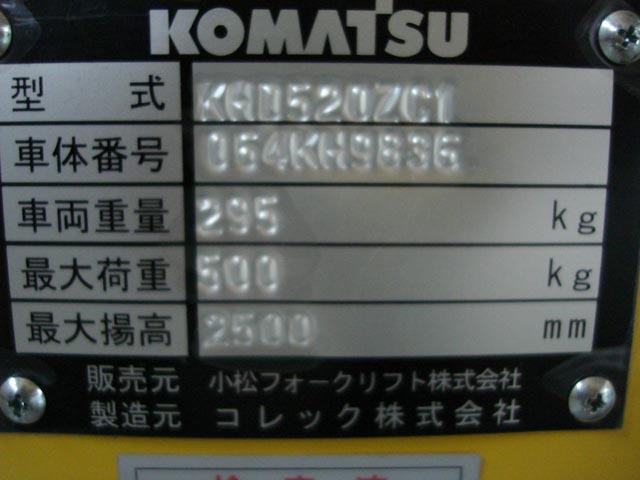 KOMATSU
型 式 KHD520ZC1
車体番号 064KH9836
車両重量 295 kg
最大荷重 500 kg
最大揚高 2500 mm
販売元 小松フォークリフト株式会社
製造元 コレック株式会社